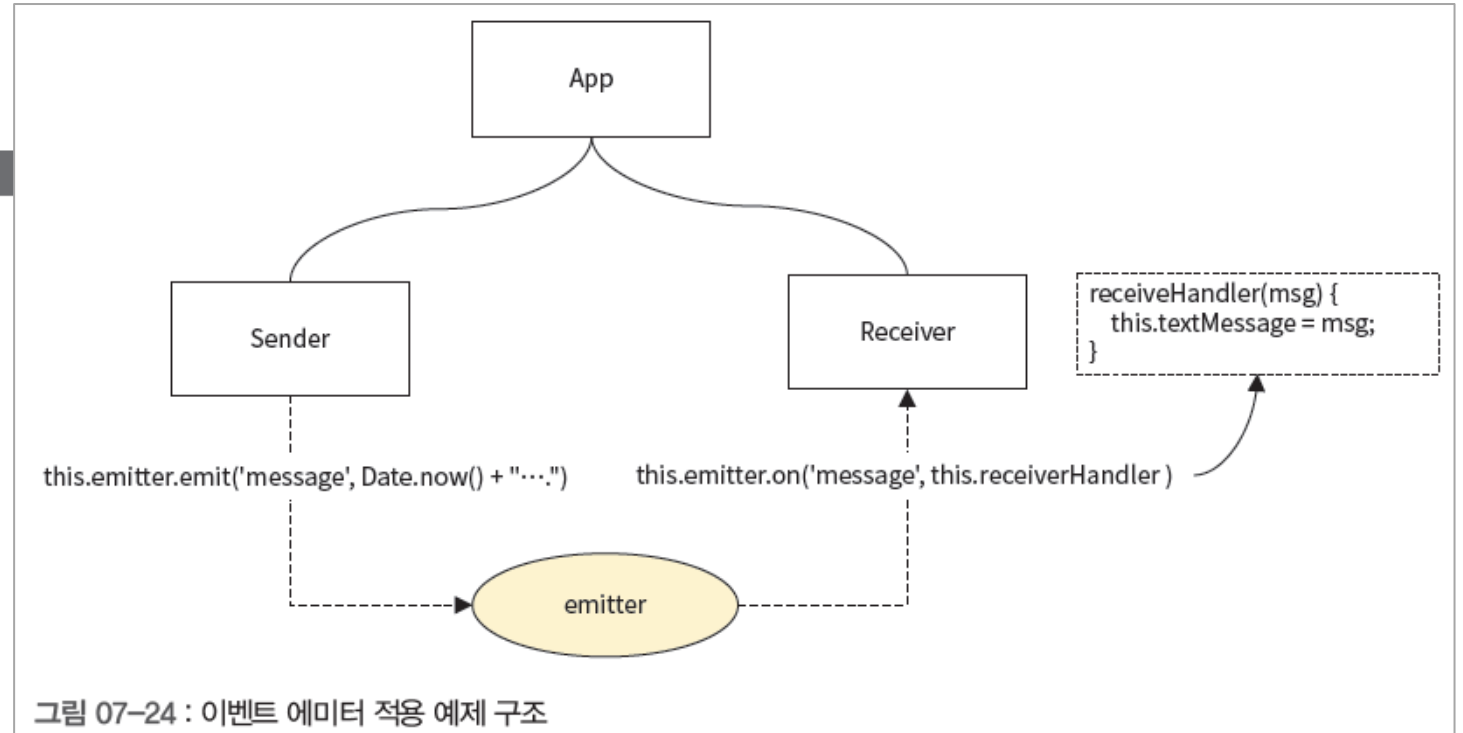 App
Sender
Receiver
receiveHandler(msg) {
this.textMessage = msg;
}
this.emitter.emit('message', Date.now() + "….")
this.emitter.on('message', this.receiverHandler )
emitter
그림 07-24 : 이벤트 에미터 적용 예제 구조